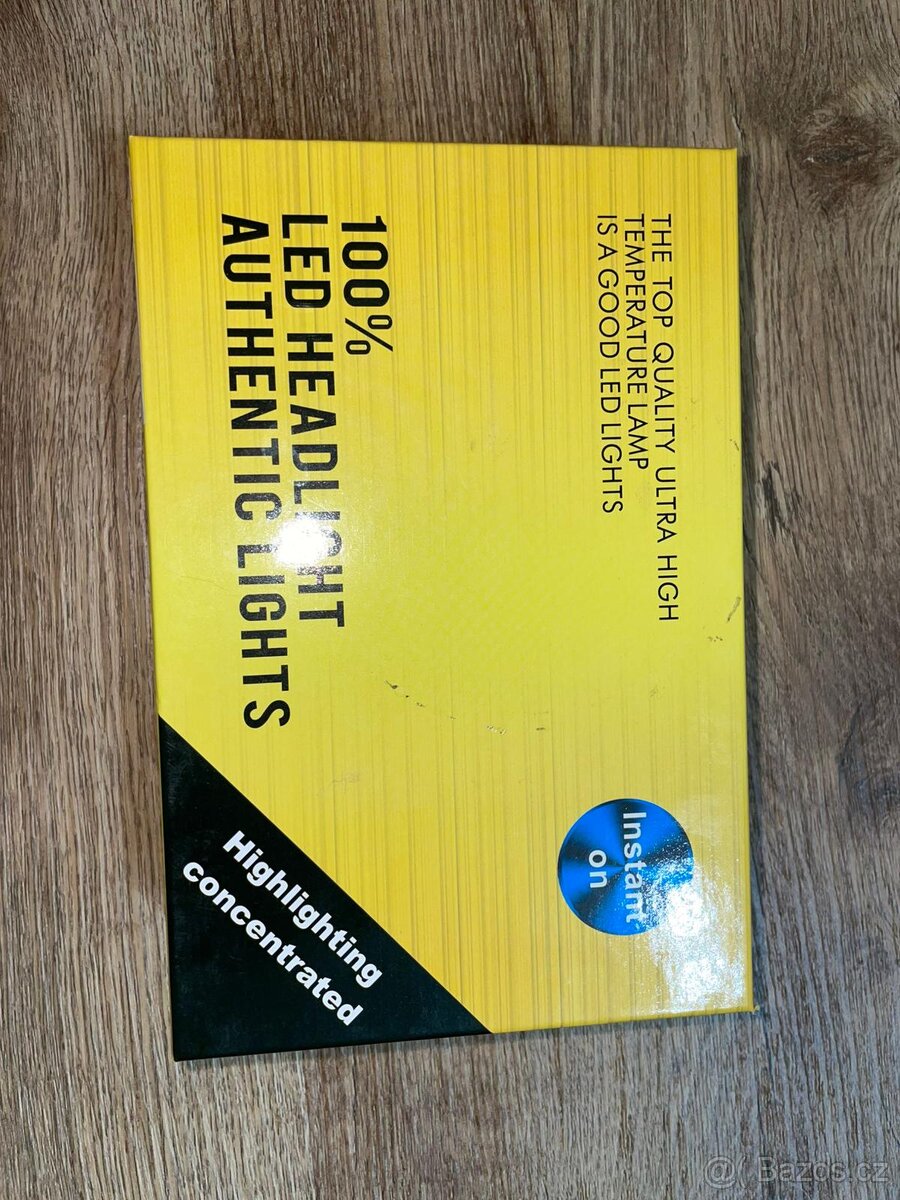 THE TOP QUALITY ULTRA HIGH
TEMPERATURE LAMP
IS A GOOD LED LIGHTS
100%
LED HEADLIGHT
AUTHENTIC LIGHTS
Instant
on
Highlighting
concentrated
@ Bazos.cz